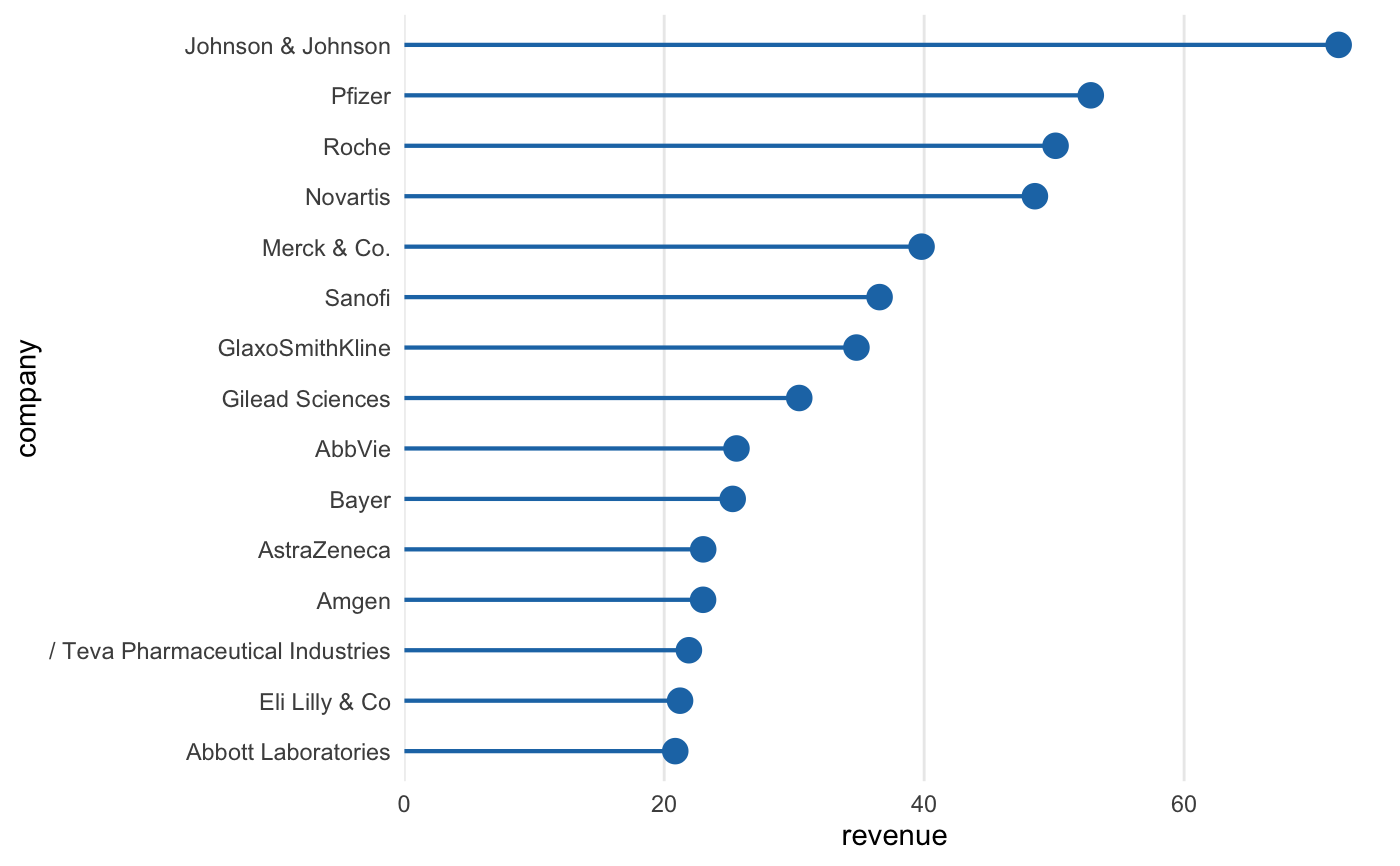 Johnson & Johnson
Pfizer
Roche
Novartis
Merck & Co.
Sanofi
GlaxoSmithKline
Gilead Sciences
AbbVie
Bayer
AstraZeneca
Amgen
/ Teva Pharmaceutical Industries
Eli Lilly & Co
Abbott Laboratories
company
0 20 40 60
revenue